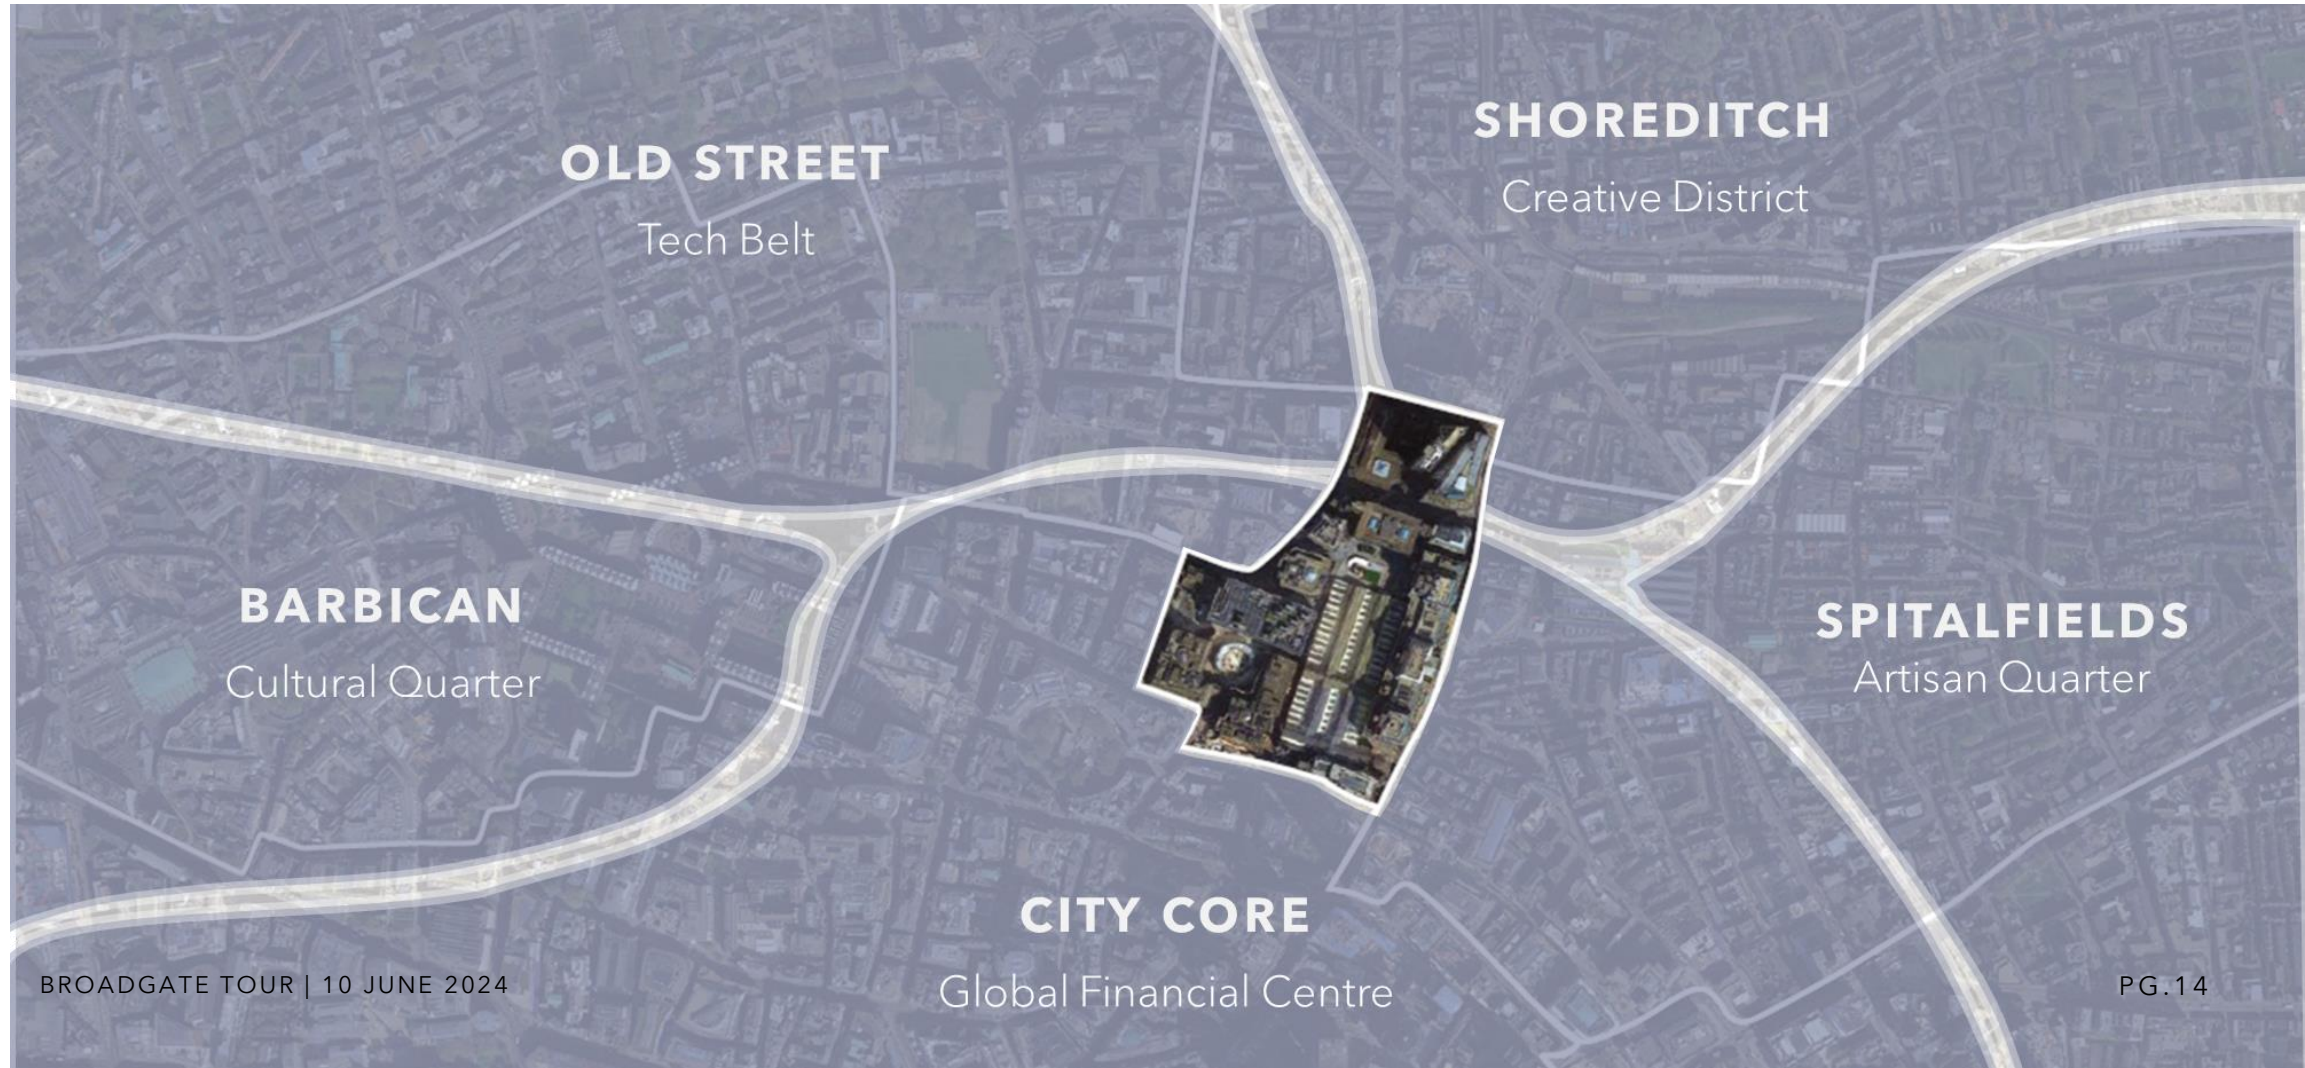 SHOREDITCH
Creative District
OLD STREET
Tech Belt
BARBICAN
Cultural Quarter
SPITALFIELDS
Artisan Quarter
CITY CORE
Global Financial Centre
BROADGATE TOUR | 10 JUNE 2024
PG.14